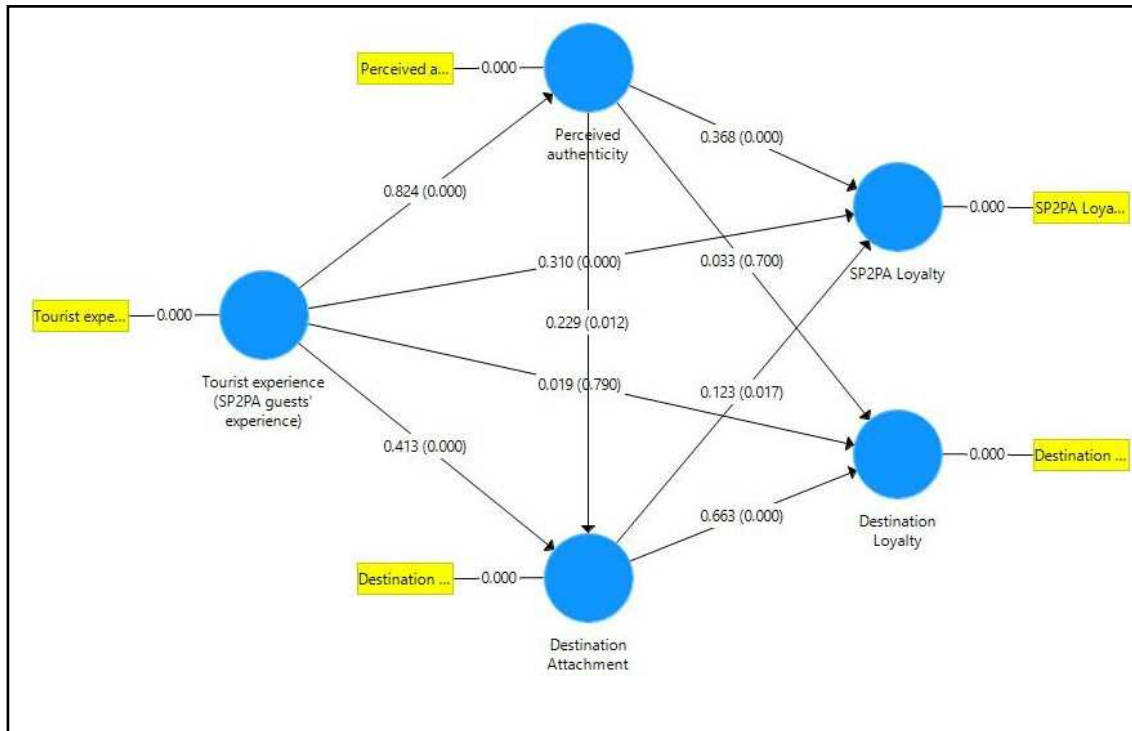 Perceived a...
0.000
Perceived
authenticity
0.368 (0.000)
0.824 (0.000)
0.000
SP2PA Loya...
0.310 (0.000)
0.033 (0.700)
SP2PA Loyalty
Tourist expe...
0.000
0.229 (0.012)
Tourist experience
(SP2PA guests'
experience)
0.019 (0.790)
0.123 (0.017)
0.413 (0.000)
0.000
Destination ...
0.663 (0.000)
Destination
Loyalty
Destination ...
0.000
Destination
Attachment